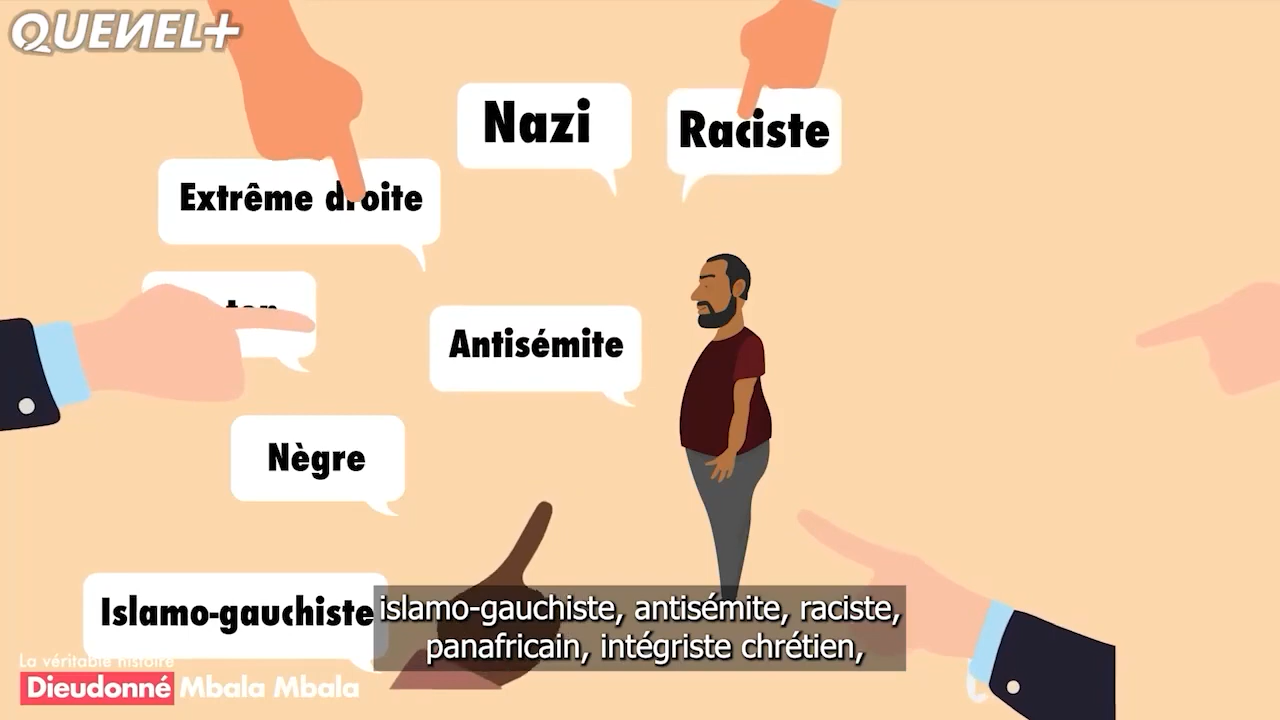 QUENEL+
Nazi
Raciste
Extrême droite
Antisémite
Nègre
Islamo-gauchiste
islamo-gauchiste, antisémite, raciste,
panafricain, intégriste chrétien,
La véritable histoire
Dieudonné Mbala Mbala